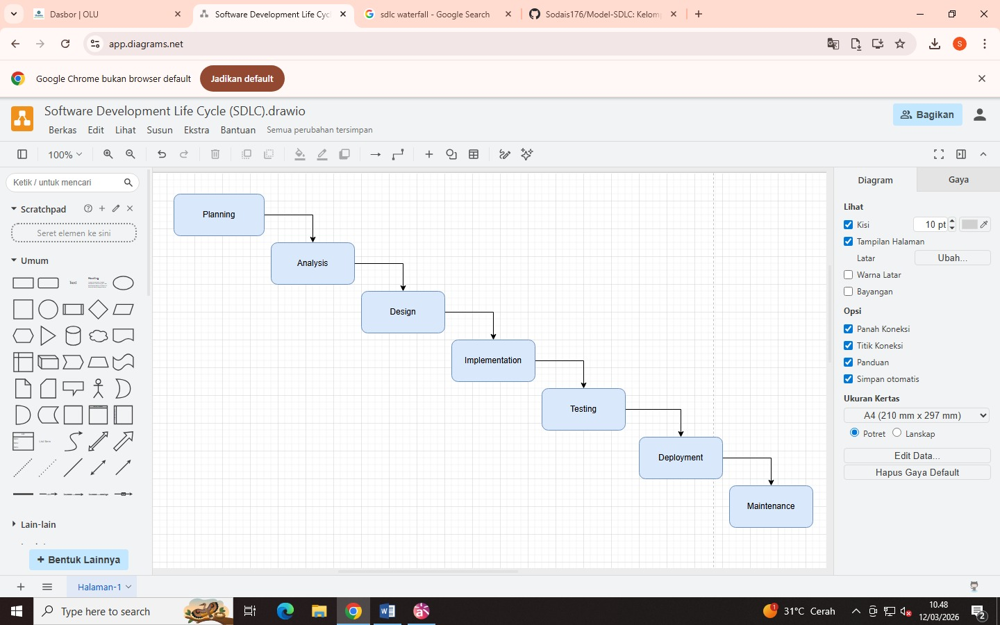 Dasbor | OLU
Software Development Life Cyc
sdlc waterfall - Google Search
Sodais176/Model-SDLC: Kelom
app.diagrams.net
S
Google Chrome bukan browser default
Jadikan default
Software Development Life Cycle (SDLC).drawio
Berkas Edit Lihat Susun Ekstra Bantuan Semua perubahan tersimpan
Bagikan
100%
Ketik / untuk mencari
Scratchpad
Seret elemen ke sini
Umum
Text
Heading
List Item
Lain-lain
+ Bentuk Lainnya
Planning
Analysis
Design
Implementation
Testing
Deployment
Maintenance
Diagram
Gaya
Lihat
Kisi
10 pt
Tampilan Halaman
Latar
Ubah...
Warna Latar
Bayangan
Opsi
Panah Koneksi
Titik Koneksi
Panduan
Simpan otomatis
Ukuran Kertas
A4 (210 mm x 297 mm)
Potret
Lanskap
Edit Data...
Hapus Gaya Default
Halaman-1
Type here to search
1
31°C Cerah
10.48
12/03/2026
2